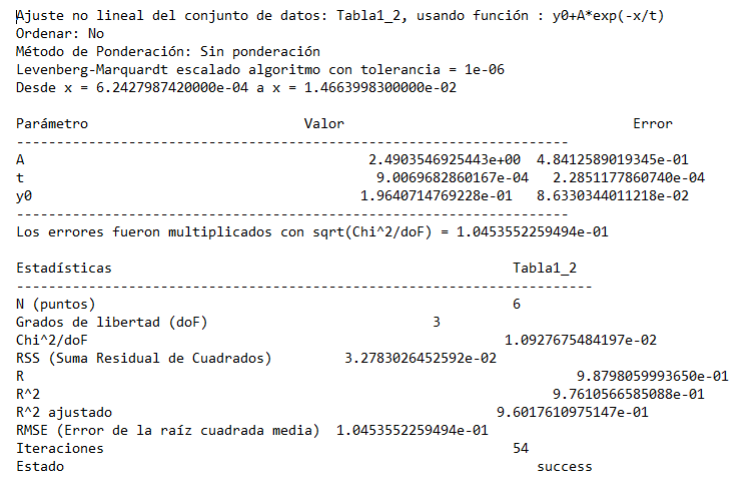 Ajuste no lineal del conjunto de datos: Tabla1_2, usando función : y0+A*exp(-x/t)
Ordenar: No
Método de Ponderación: Sin ponderación
Levenberg-Marquardt escalado algoritmo con tolerancia = 1e-06
Desde x = 6.2427987420000e-04 a x = 1.4663998300000e-02
Parámetro Valor Error
---------------------------------------------------------------------
A 2.4903546925443e+00 4.8412589019345e-01
t 9.0069682860167e-04 2.2851177860740e-04
y0 1.9640714769228e-01 8.6330344011218e-02
---------------------------------------------------------------------
Los errores fueron multiplicados con sqrt(Chi^2/doF) = 1.0453552259494e-01
Estadísticas Tabla1_2
------------------------------------------------------------------------
N (puntos) 6
Grados de libertad (doF) 3
Chi^2/doF 1.0927675484197e-02
RSS (Suma Residual de Cuadrados) 3.2783026452592e-02
R 9.8798059993650e-01
R^2 9.7610566585088e-01
R^2 ajustado 9.6017610975147e-01
RMSE (Error de la raíz cuadrada media) 1.0453552259494e-01
Iteraciones 54
Estado success